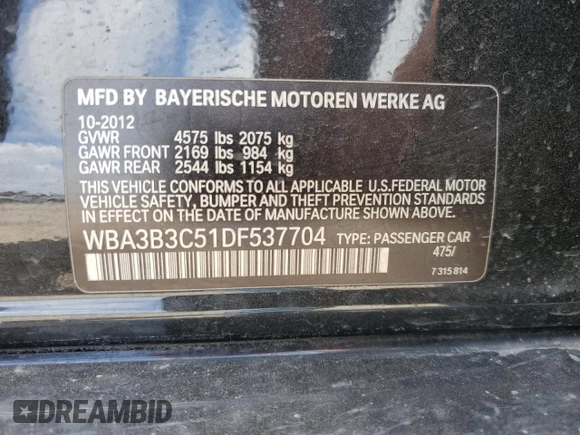 MFD BY BAYERISCHE MOTOREN WERKE AG
10-2012
GVWR 4575 lbs 2075 kg
GAWR FRONT 2169 lbs 984 kg
GAWR REAR 2544 lbs 1154 kg
THIS VEHICLE CONFORMS TO ALL APPLICABLE U.S.FEDERAL MOTOR
VEHICLE SAFETY, BUMPER AND THEFT PREVENTION STANDARDS
IN EFFECT ON THE DATE OF MANUFACTURE SHOWN ABOVE.
WBA3B3C51DF537704 TYPE: PASSENGER CAR
475/
7 315 814
DREAMBID